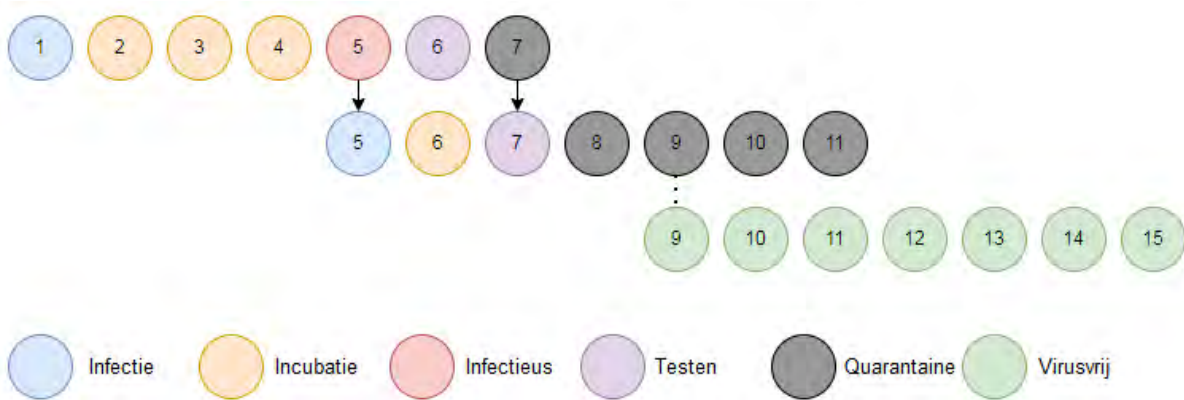 1 2 3 4 5 6 7
5 6 7 8 9 10 11
9 10 11 12 13 14 15
Infectie Incubatie Infectieus Testen Quarantaine Virusvrij